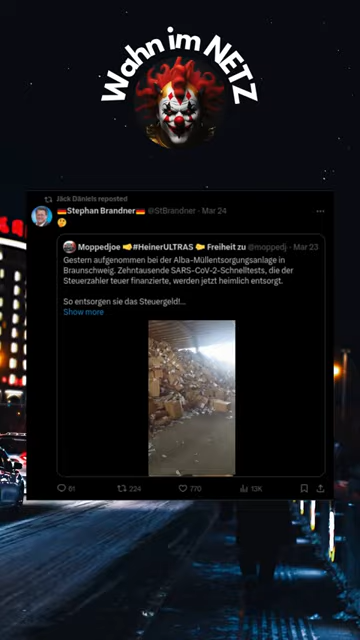 Wahn im NETZ
Jäck Däniels reposted
Stephan Brandner @StBrandner · Mar 24
Moppedjoe #HeinerULTRAS Freiheit zu @moppedj · Mar 23
Gestern aufgenommen bei der Alba-Müllentsorgungsanlage in
Braunschweig. Zehntausende SARS-CoV-2-Schnelltests, die der
Steuerzahler teuer finanzierte, werden jetzt heimlich entsorgt.
So entsorgen sie das Steuergeld!...
Show more
61 224 770 13K